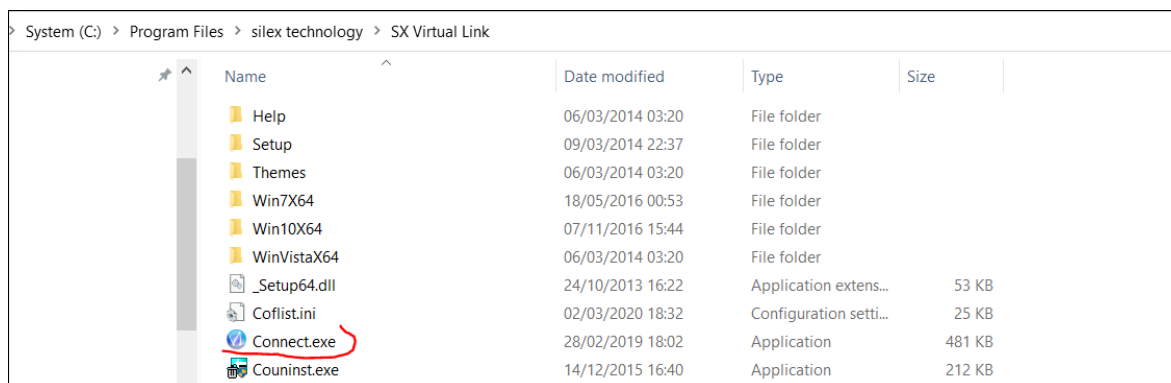 System (C:) > Program Files > silex technology > SX Virtual Link
Name Date modified Type Size
Help 06/03/2014 03:20 File folder
Setup 09/03/2014 22:37 File folder
Themes 06/03/2014 03:20 File folder
Win7X64 18/05/2016 00:53 File folder
Win10X64 07/11/2016 15:44 File folder
WinVistaX64 06/03/2014 03:20 File folder
_Setup64.dll 24/10/2013 16:22 Application extens... 53 KB
Coflist.ini 02/03/2020 18:32 Configuration setti... 25 KB
Connect.exe 28/02/2019 18:02 Application 481 KB
Couninst.exe 14/12/2015 16:40 Application 212 KB